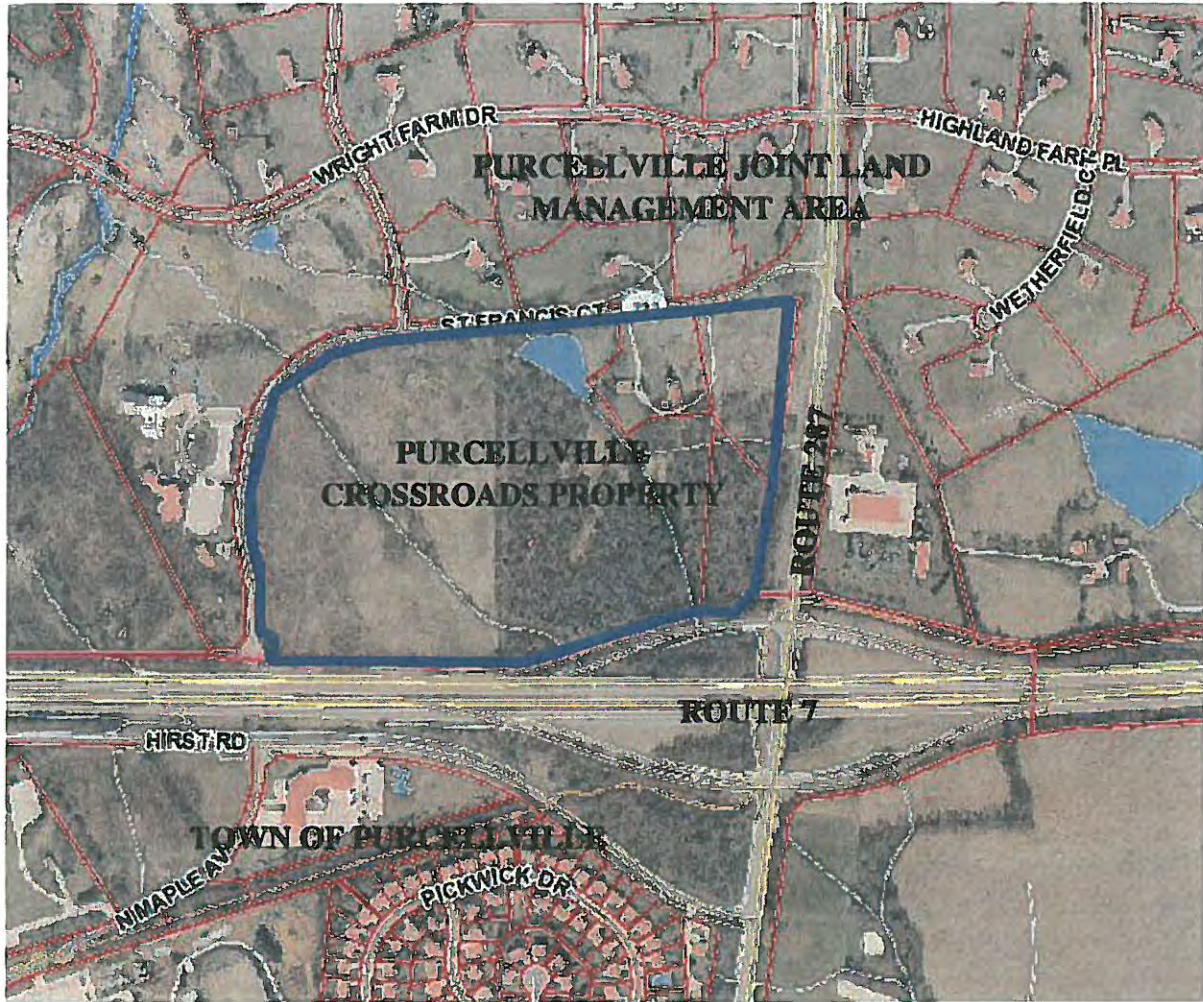 WRIGHT FARM DR
HIGHLAND FARM PL
PURCELLVILLE JOINT LAND
MANAGEMENT AREA
WETHERFIELD CT
ST FRANCIS CT
PURCELLVILLE
CROSSROADS PROPERTY
ROUTE 287
ROUTE 7
HIRST RD
TOWN OF PURCELLVILLE
N MAPLE AV
PICKWICK DR